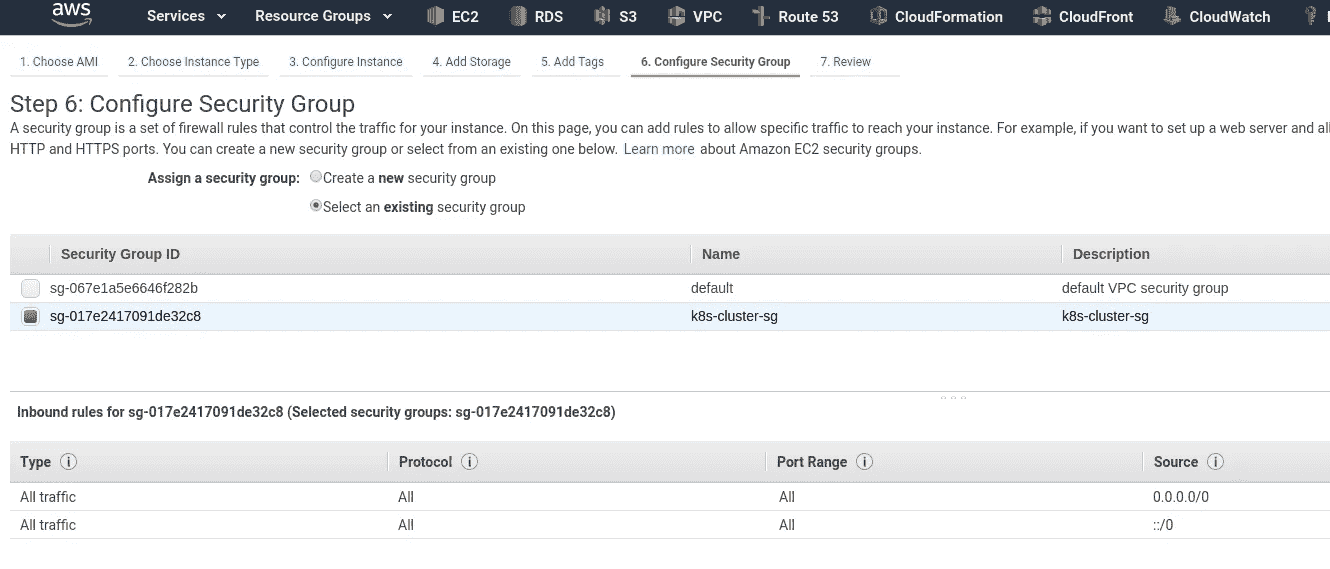 aws Services Resource Groups EC2 RDS S3 VPC Route 53 CloudFormation CloudFront CloudWatch
1. Choose AMI 2. Choose Instance Type 3. Configure Instance 4. Add Storage 5. Add Tags 6. Configure Security Group 7. Review
Step 6: Configure Security Group
A security group is a set of firewall rules that control the traffic for your instance. On this page, you can add rules to allow specific traffic to reach your instance. For example, if you want to set up a web server and
HTTP and HTTPS ports. You can create a new security group or select from an existing one below. Learn more about Amazon EC2 security groups.
Assign a security group: Create a new security group
Select an existing security group
Security Group ID Name Description
sg-067e1a5e6646f282b default default VPC security group
sg-017e2417091de32c8 k8s-cluster-sg k8s-cluster-sg
Inbound rules for sg-017e2417091de32c8 (Selected security groups: sg-017e2417091de32c8)
Type i Protocol i Port Range i Source i
All traffic All All 0.0.0.0/0
All traffic All All ::/0